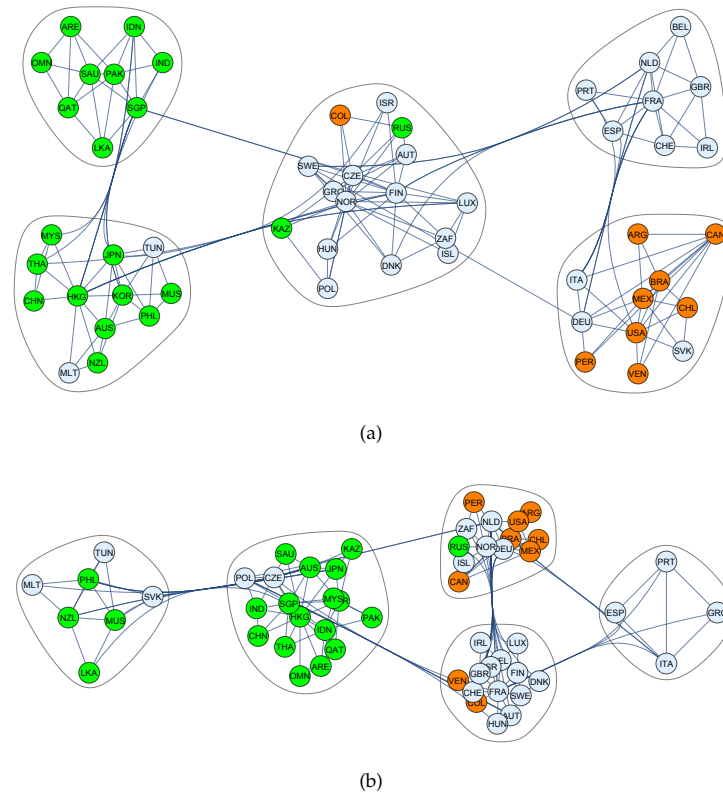 ARE
IDN
OMN
SAU
PAK
IND
QAT
SGP
LKA
MYS
THA
JPN
TUN
CHN
HKG
KOR
MUS
AUS
PHL
NZL
MLT
ISR
COL
RUS
AUT
SWE
CZE
GRC
NOR
FIN
LUX
KAZ
HUN
DNK
ZAF
ISL
POL
BEL
NLD
PRT
FRA
GBR
ESP
CHE
IRL
ARG
CAN
ITA
BRA
MEX
CHL
DEU
USA
SVK
PER
VEN
(a)
TUN
MLT
PHL
SVK
NZL
MUS
LKA
SAU
KAZ
AUS
JPN
POL
CZE
IND
SGP
MYS
HKG
PAK
CHN
IDN
THA
QAT
ARE
OMN
PER
ARG
ZAF
NLD
USA
RUS
NOR
DEU
CHL
MEX
ISL
CAN
PRT
ESP
GRC
ITA
IRL
LUX
GBR
FIN
DNK
VEN
CHE
FRA
SWE
AUT
HUN
(b)